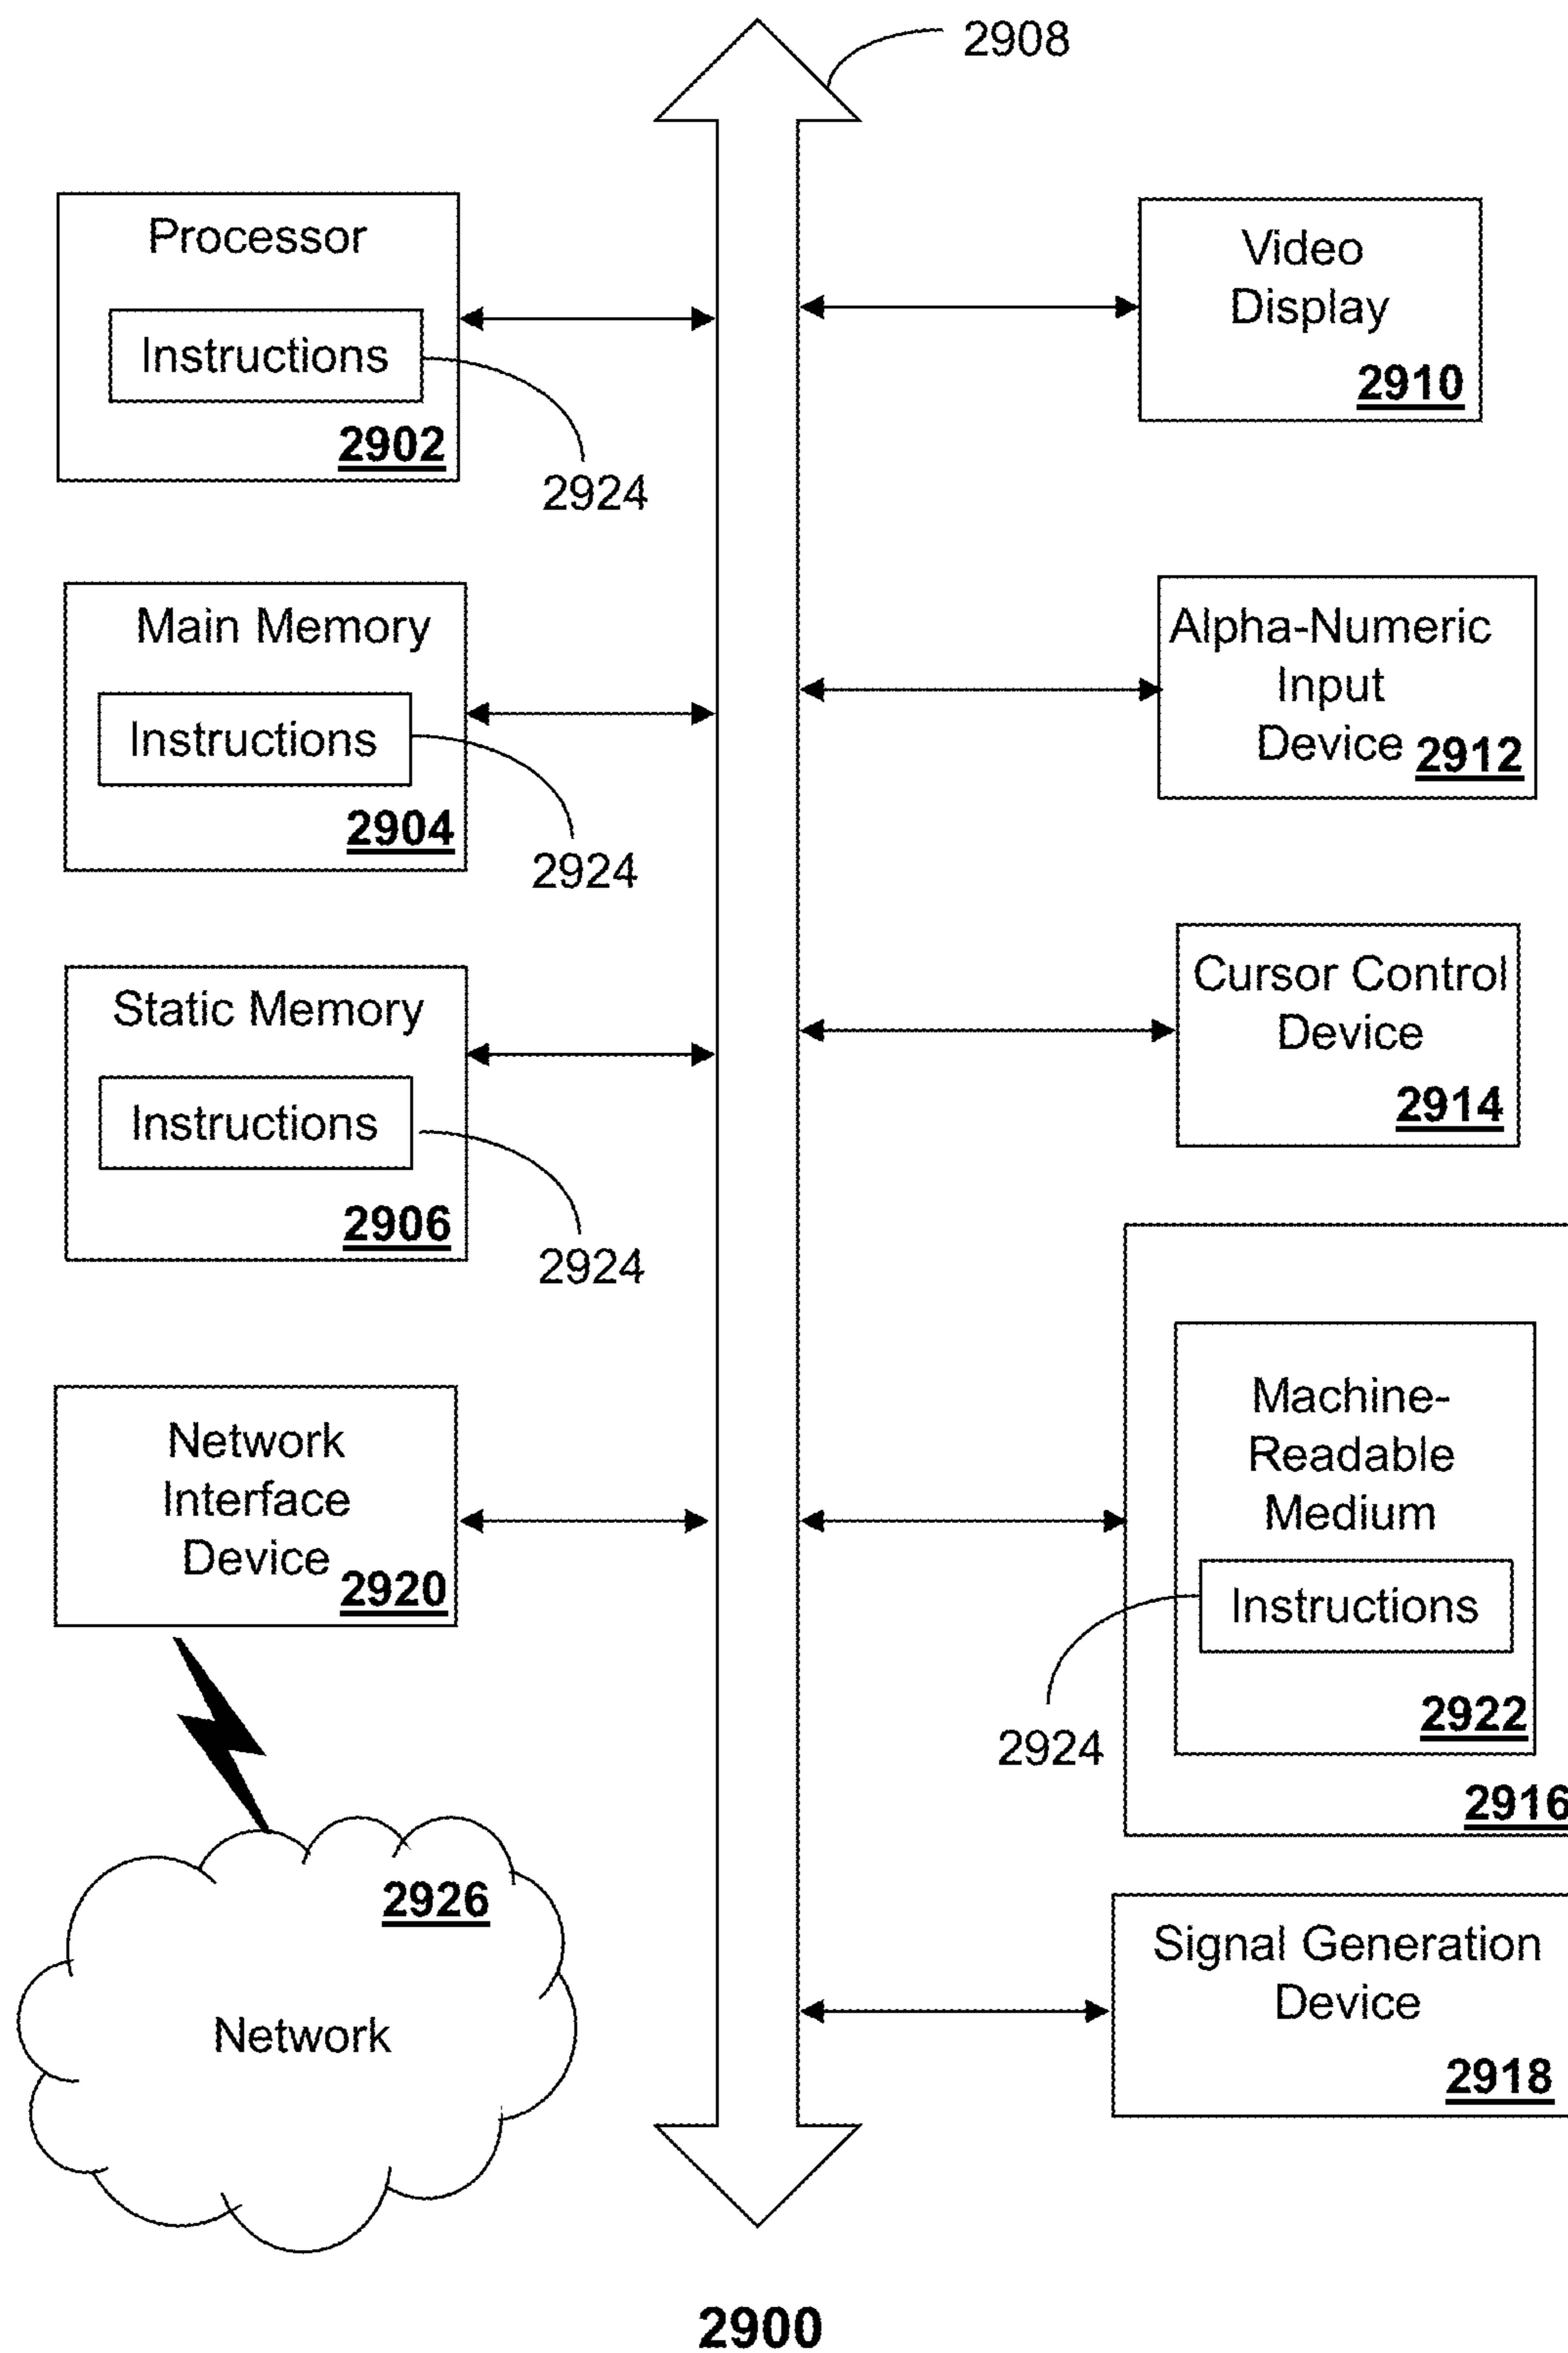 2908
Processor
Instructions
2902
2924
Main Memory
Instructions
2904
2924
Static Memory
Instructions
2906
2924
Network
Interface
Device
2920
2926
Network
Video
Display
2910
Alpha-Numeric
Input
Device
2912
Cursor Control
Device
2914
Machine-
Readable
Medium
Instructions
2922
2924
2916
Signal Generation
Device
2918
2900